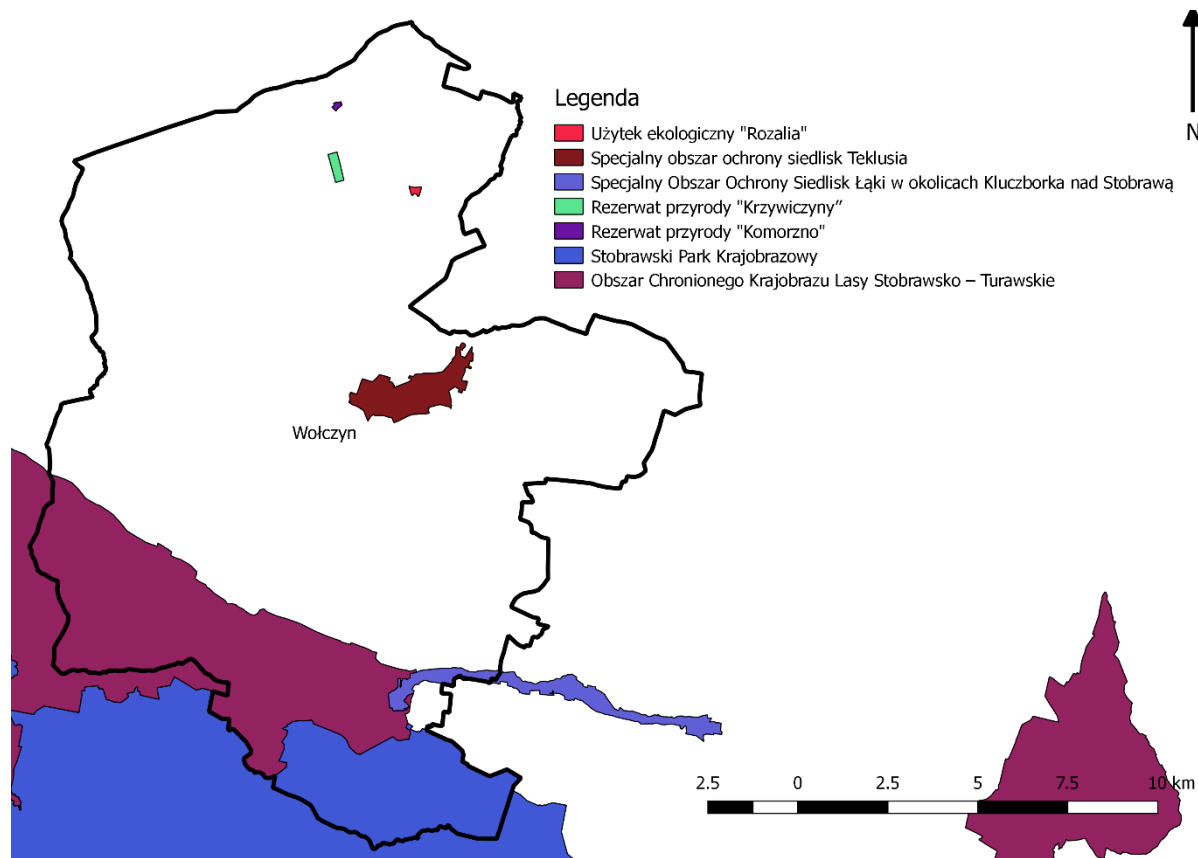 N
Legenda
Użytek ekologiczny "Rozalia"
Specjalny obszar ochrony siedlisk Teklusia
Specjalny Obszar Ochrony Siedlisk Łąki w okolicach Kluczborka nad Stobrawą
Rezerwat przyrody "Krzywiczyny”
Rezerwat przyrody "Komorzno"
Stobrawski Park Krajobrazowy
Obszar Chronionego Krajobrazu Lasy Stobrawsko – Turawskie
Wołczyn
2.5 0 2.5 5 7.5 10 km